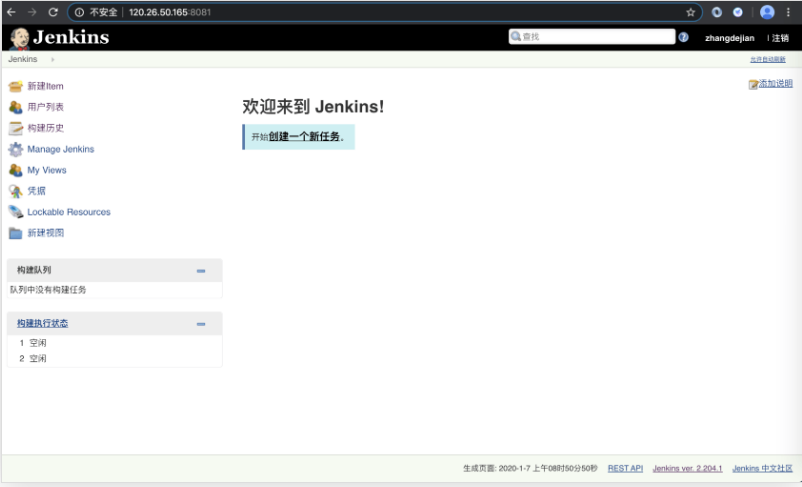 不安全 120.26.50.165:8081
Jenkins 查找 zhangdejian 注销
Jenkins 允许自动刷新
添加说明
新建Item
用户列表
构建历史
Manage Jenkins
My Views
凭据
Lockable Resources
新建视图
欢迎来到 Jenkins!
开始创建一个新任务。
构建队列
队列中没有构建任务
构建执行状态
1 空闲
2 空闲
生成页面: 2020-1-7 上午08时50分50秒 REST API Jenkins ver. 2.204.1 Jenkins 中文社区